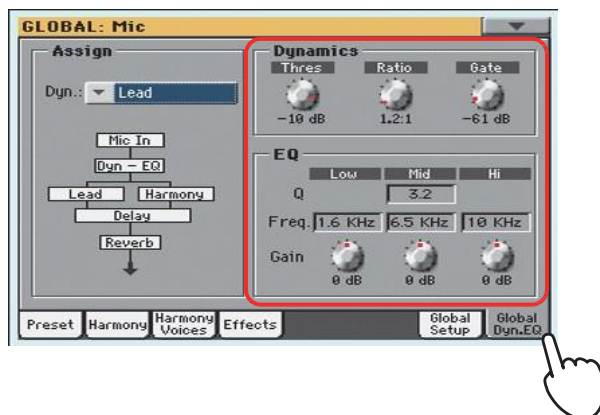 GLOBAL: Mic
Assign
Dyn.: Lead
Mic In
Dyn - EQ
Lead Harmony
Delay
Reverb
Dynamics
Thres Ratio Gate
-10 dB 1.2:1 -61 dB
EQ
Low Mid Hi
Q 3.2
Freq. 1.6 KHz 6.5 KHz 10 KHz
Gain
0 dB 0 dB 0 dB
Preset Harmony Harmony Voices Effects Global Setup Global Dyn.EQ